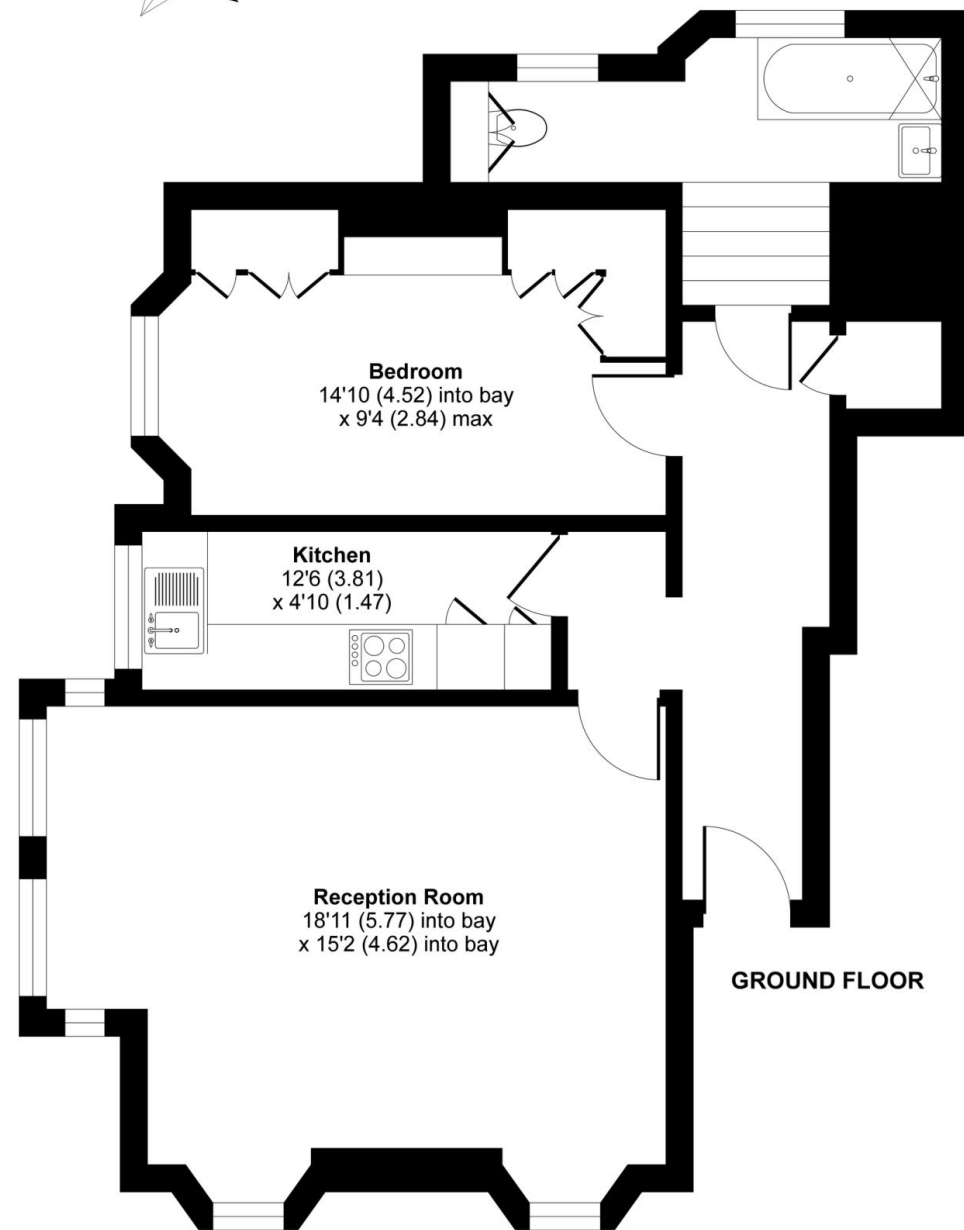 Bedroom
14'10 (4.52) into bay
x 9'4 (2.84) max
Kitchen
12'6 (3.81)
x 4'10 (1.47)
Reception Room
18'11 (5.77) into bay
x 15'2 (4.62) into bay
GROUND FLOOR